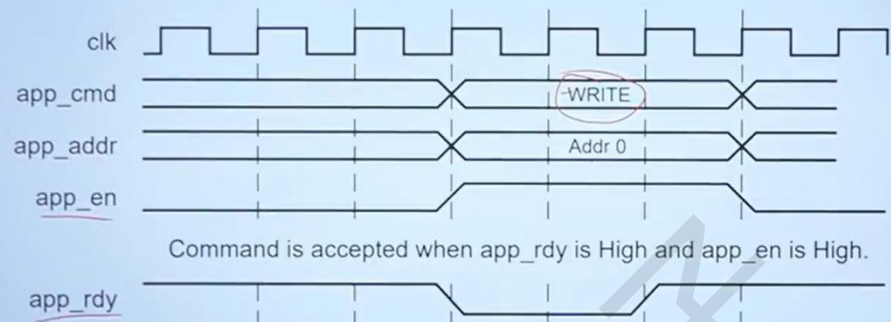 clk
app_cmd
WRITE
app_addr
Addr 0
app_en
Command is accepted when app_rdy is High and app_en is High.
app_rdy